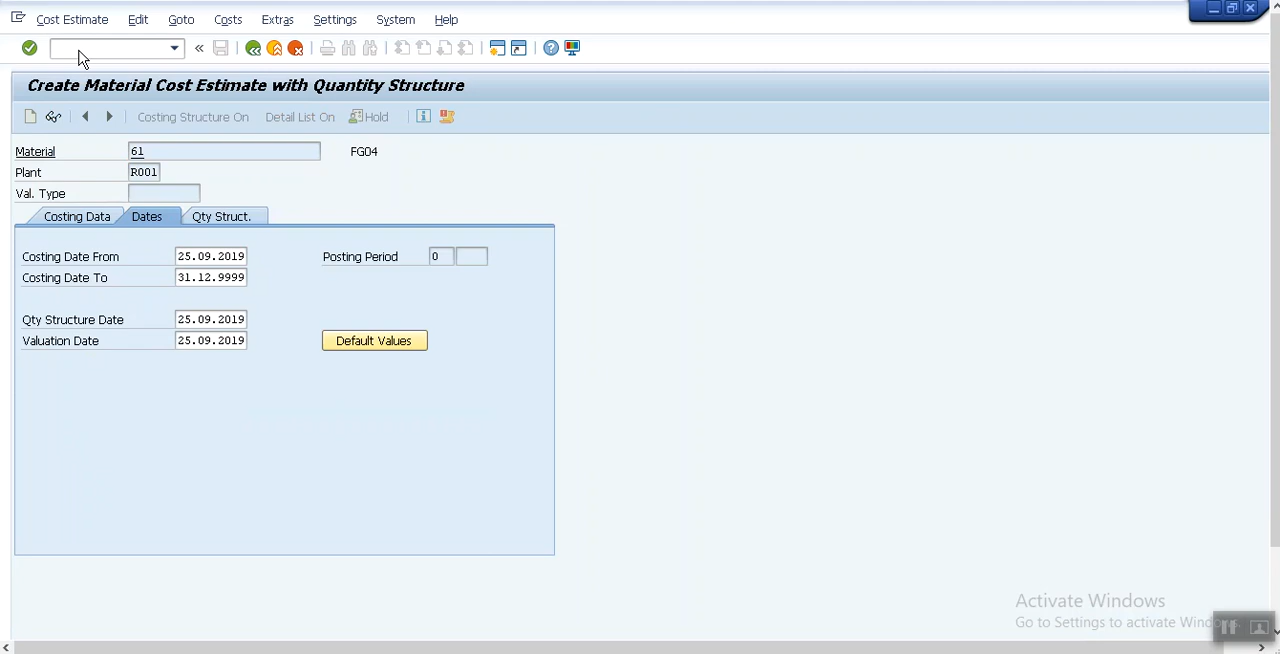 Cost Estimate Edit Goto Costs Extras Settings System Help
Create Material Cost Estimate with Quantity Structure
Costing Structure On Detail List On Hold
Material 61 FG04
Plant R001
Val. Type
Costing Data Dates Qty Struct.
Costing Date From 25.09.2019 Posting Period 0
Costing Date To 31.12.9999
Qty Structure Date 25.09.2019
Valuation Date 25.09.2019 Default Values
Activate Windows
Go to Settings to activate